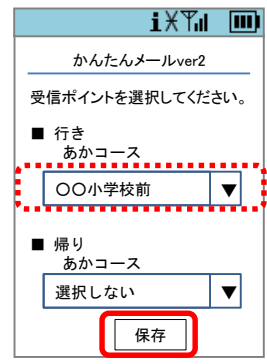 かんたんメールver2
受信ポイントを選択してください。
■ 行き
あかコース
〇〇小学校前 ▼
■ 帰り
あかコース
選択しない ▼
保存